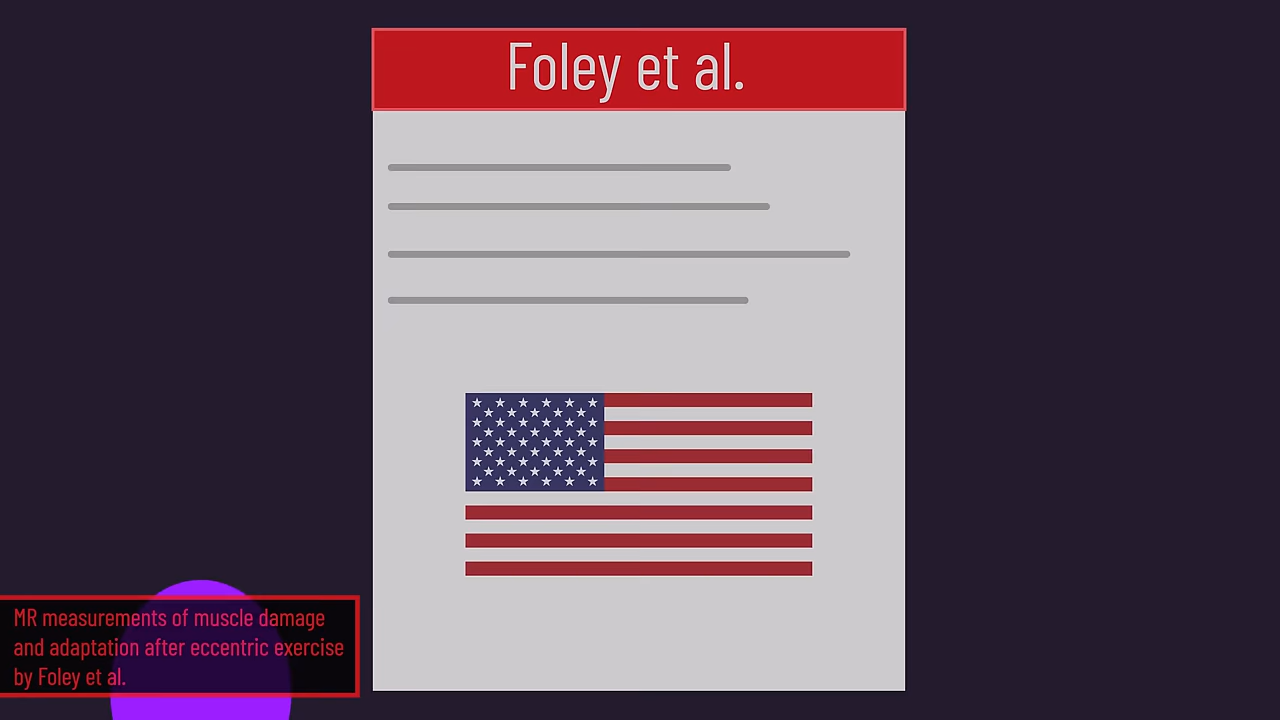 Foley et al.
MR measurements of muscle damage
and adaptation after eccentric exercise
by Foley et al.